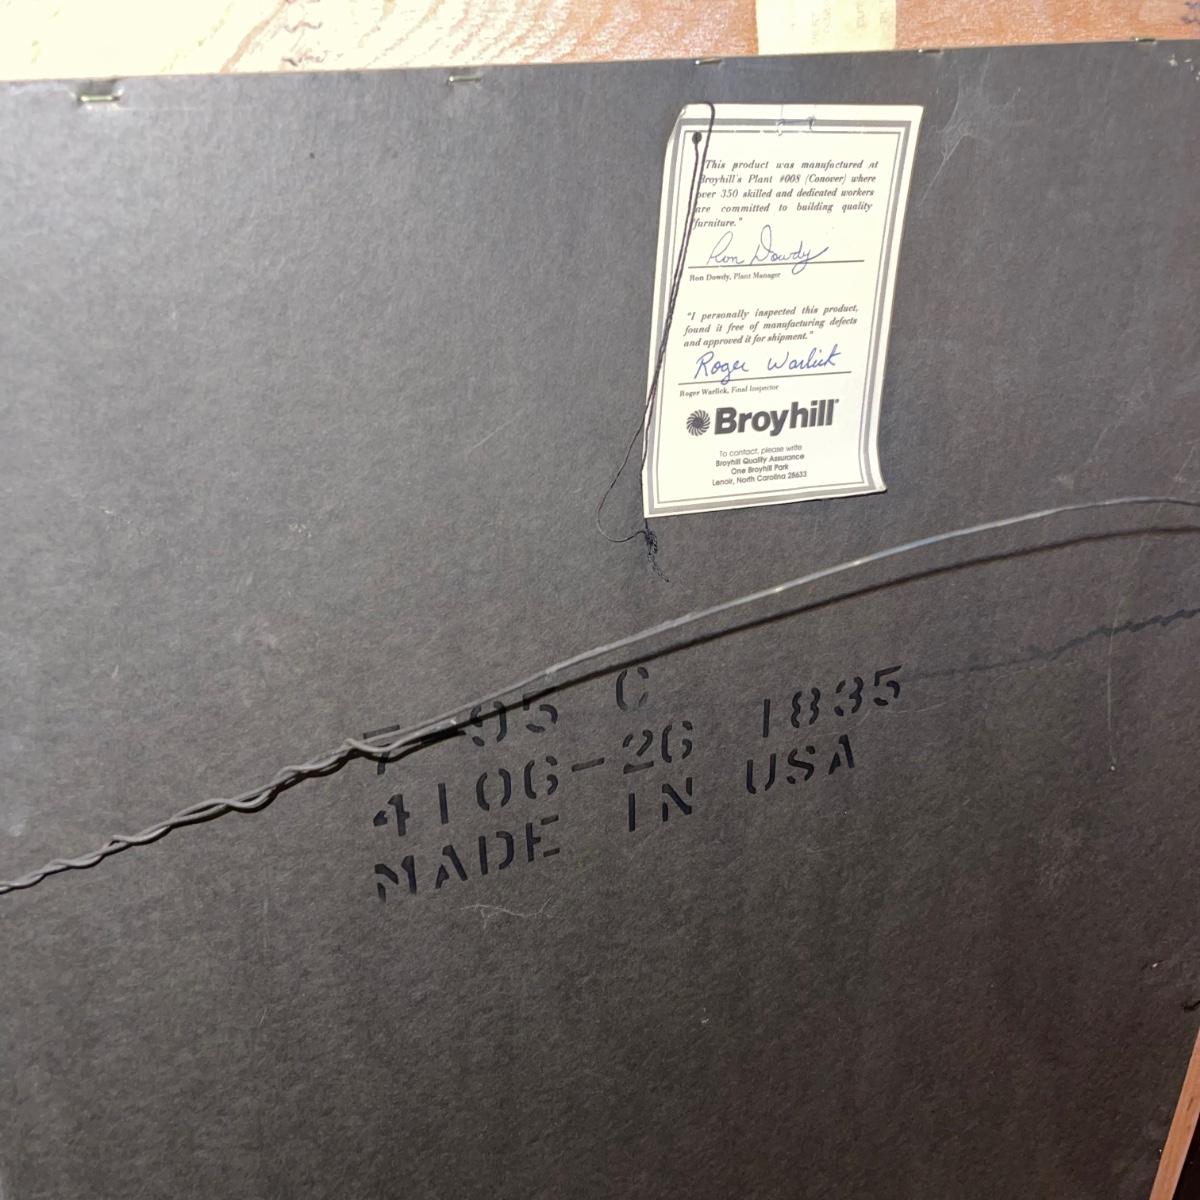 "This product was manufactured at
Broyhill's Plant #008 (Conover) where
over 350 skilled and dedicated workers
are committed to building quality
furniture."
Ron Dowdy
Ron Dowdy, Plant Manager
"I personally inspected this product,
found it free of manufacturing defects
and approved it for shipment."
Roger Warlick
Roger Warlick, Final Inspector
Broyhill®
To contact, please write
Broyhill Quality Assurance
One Broyhill Park
Lenoir, North Carolina 28633
7-95 C
4106-26 1835
MADE IN USA